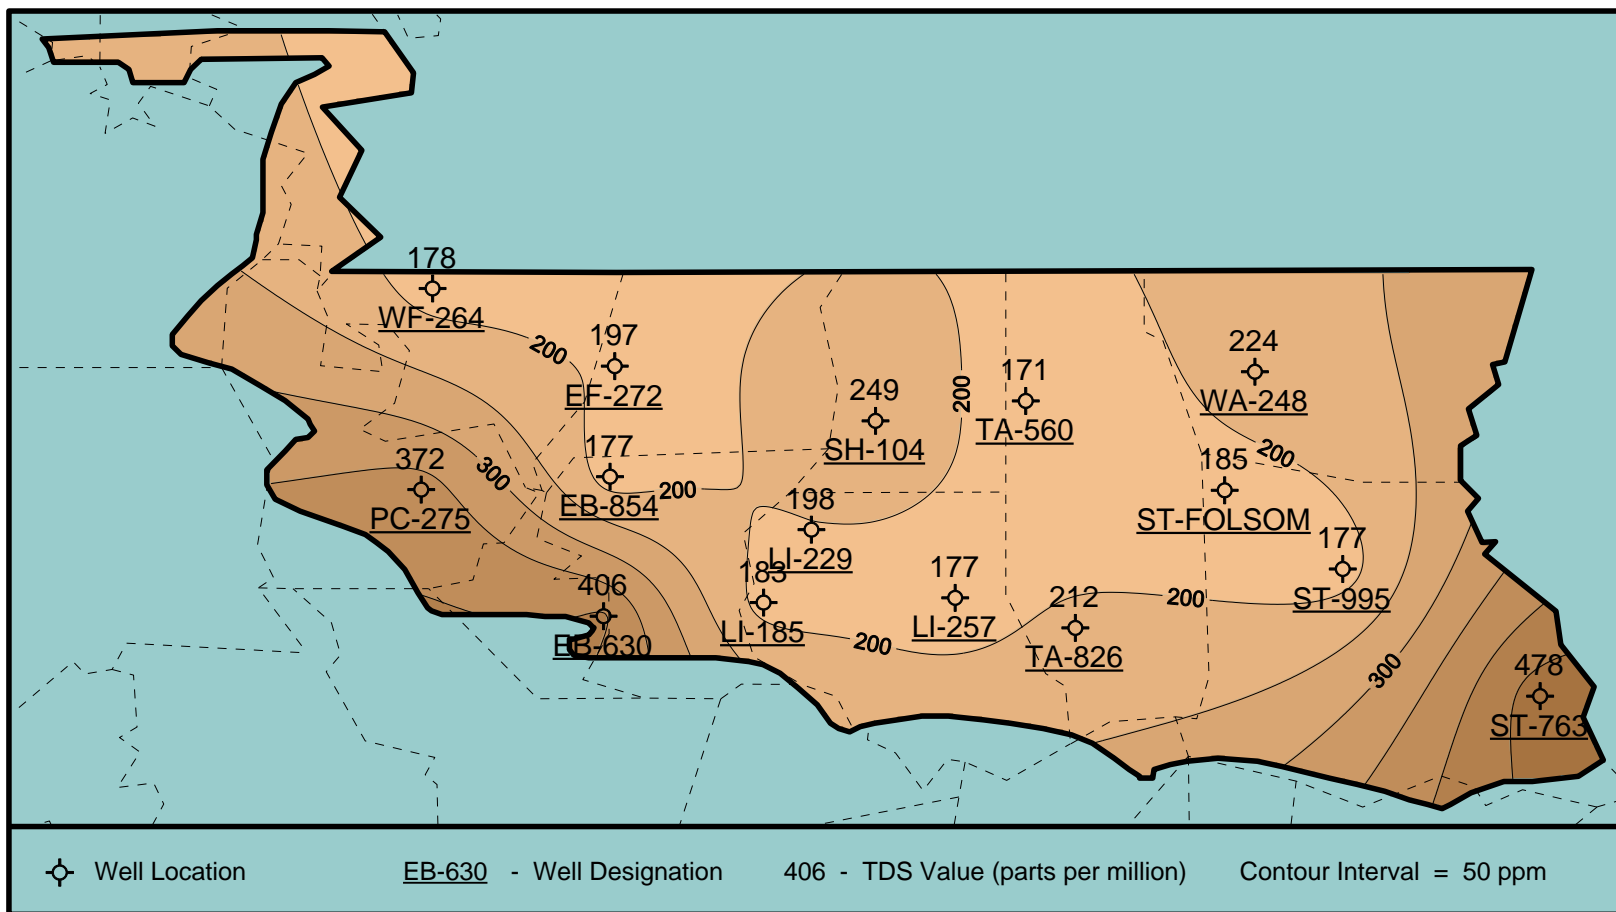 178
WF-264
197
200
EF-272
224
WA-248
249
SH-104
200
171
TA-560
372
PC-275
300
177
EB-854
200
200
185
ST-FOLSOM
198
LI-229
177
ST-995
406
EB-630
183
LI-185
177
LI-257
200
212
TA-826
200
300
478
ST-763
Well Location EB-630 - Well Designation 406 - TDS Value (parts per million) Contour Interval = 50 ppm